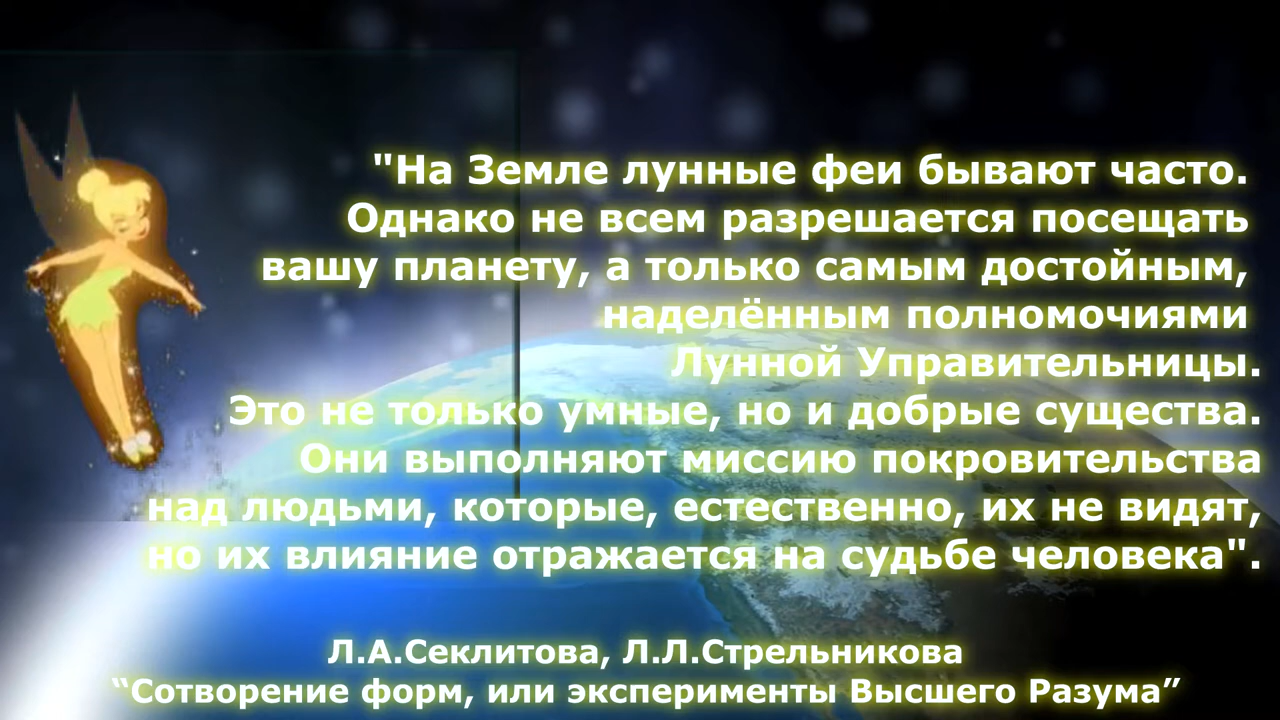 "На Земле лунные феи бывают часто.
Однако не всем разрешается посещать
вашу планету, а только самым достойным,
наделённым полномочиями
Лунной Управительницы.
Это не только умные, но и добрые существа.
Они выполняют миссию покровительства
над людьми, которые, естественно, их не видят,
но их влияние отражается на судьбе человека".
Л.А.Секлитова, Л.Л.Стрельникова
“Сотворение форм, или эксперименты Высшего Разума”